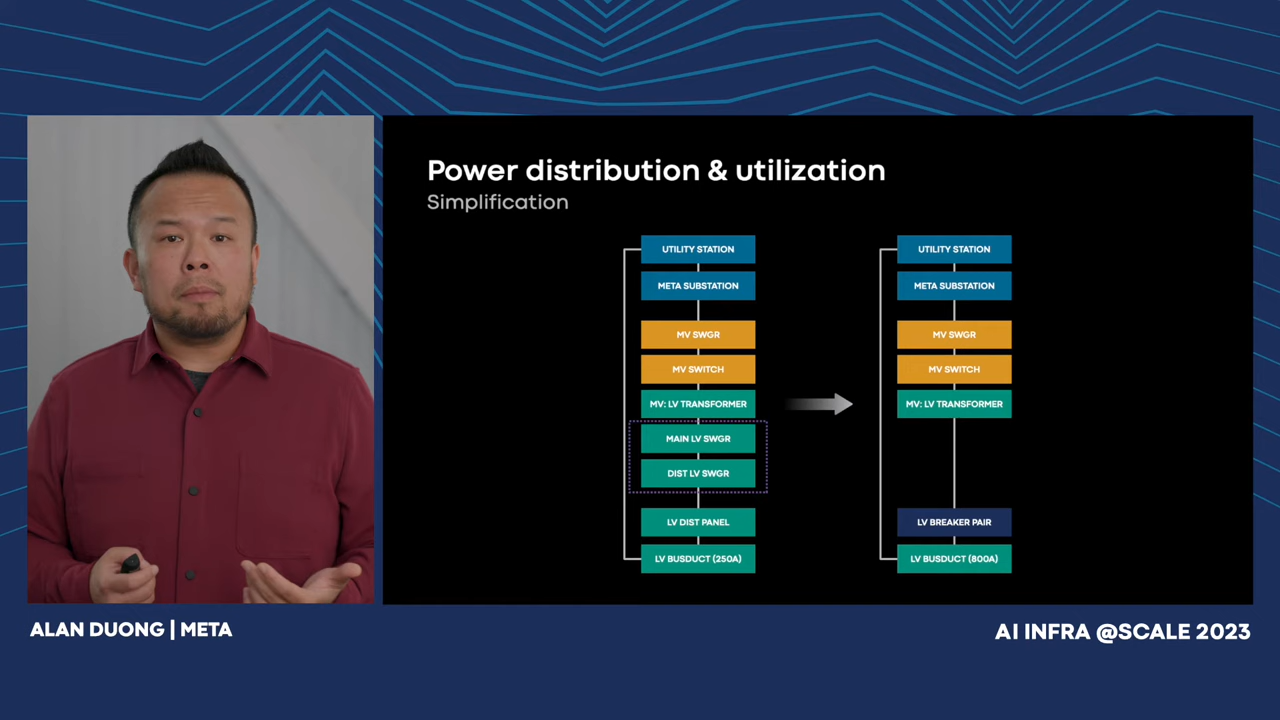 Power distribution & utilization
Simplification
UTILITY STATION
META SUBSTATION
MV SWGR
MV SWITCH
MV: LV TRANSFORMER
MAIN LV SWGR
DIST LV SWGR
LV DIST PANEL
LV BUSDUCT (250A)
UTILITY STATION
META SUBSTATION
MV SWGR
MV SWITCH
MV: LV TRANSFORMER
LV BREAKER PAIR
LV BUSDUCT (800A)
ALAN DUONG | META
AI INFRA @SCALE 2023